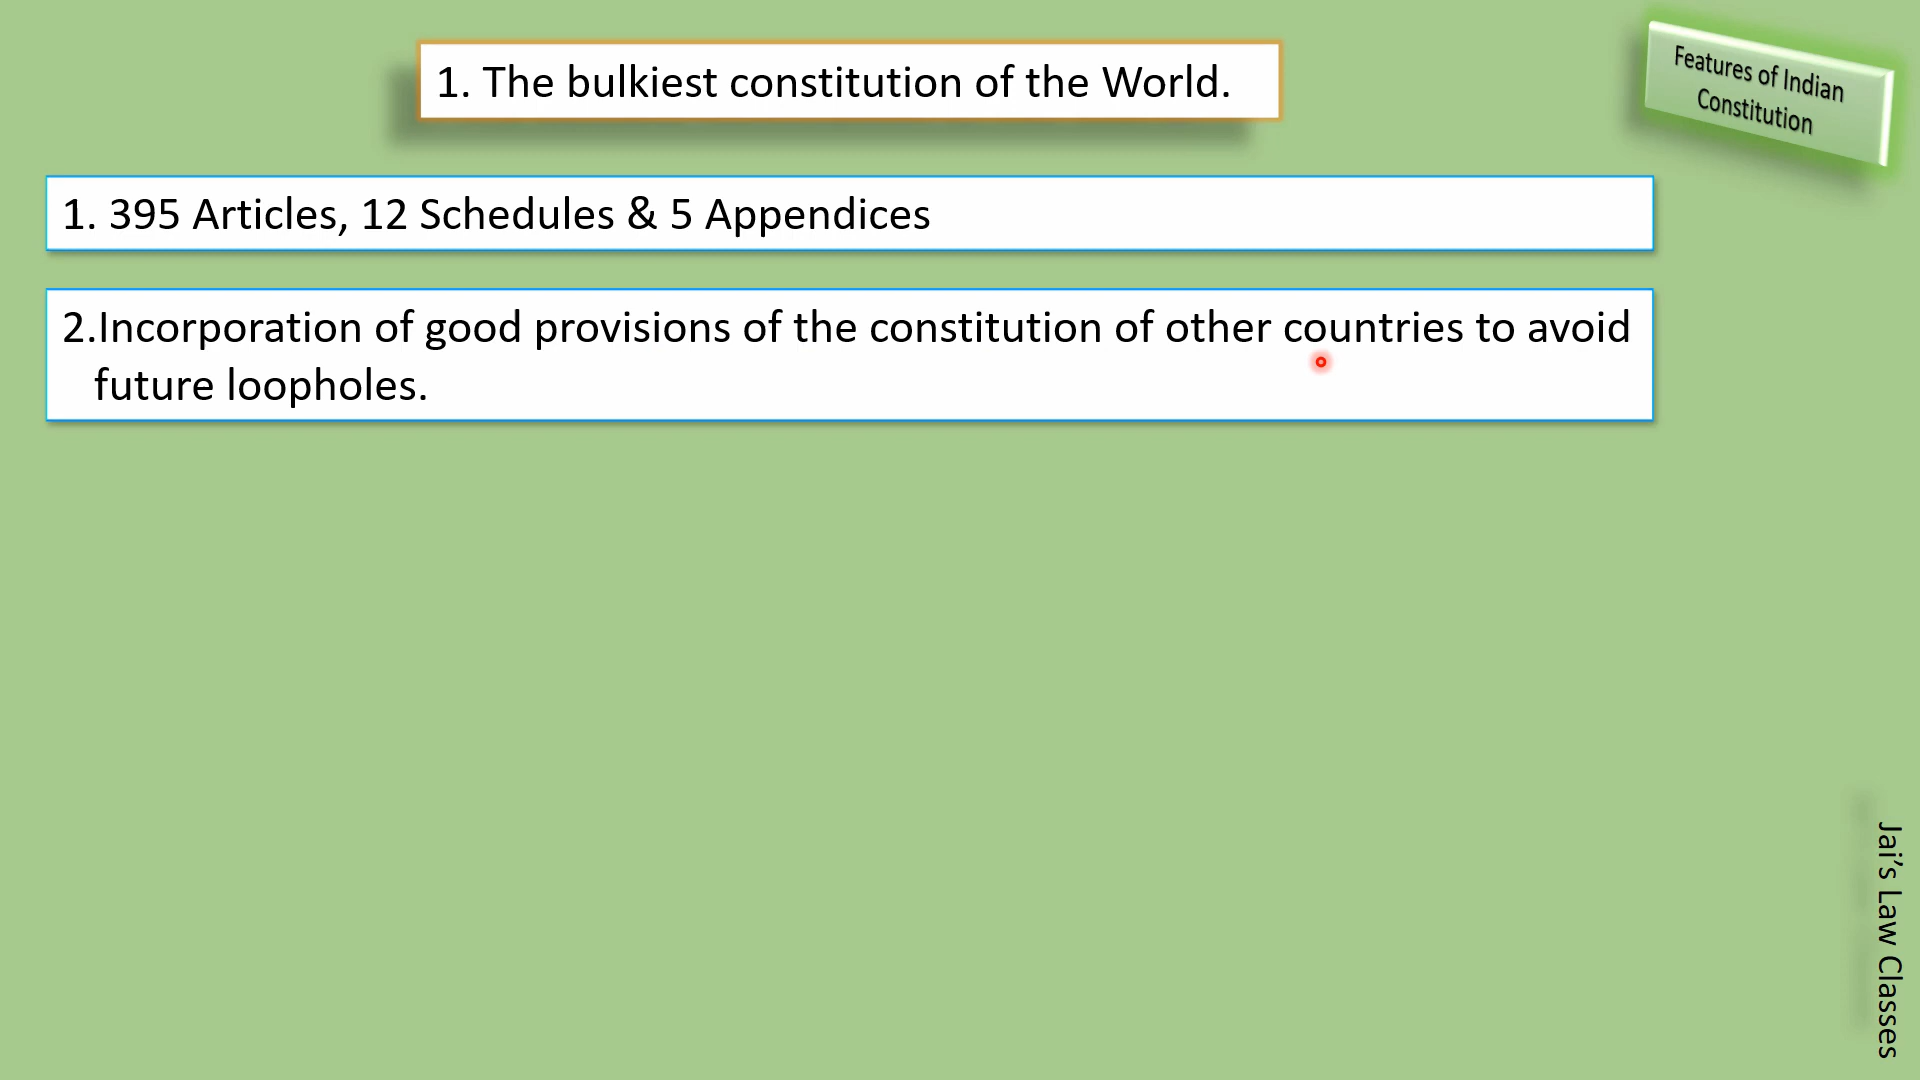 1. The bulkiest constitution of the World.
Features of Indian
Constitution
1. 395 Articles, 12 Schedules & 5 Appendices
2.Incorporation of good provisions of the constitution of other countries to avoid
future loopholes.
Jai's Law Classes